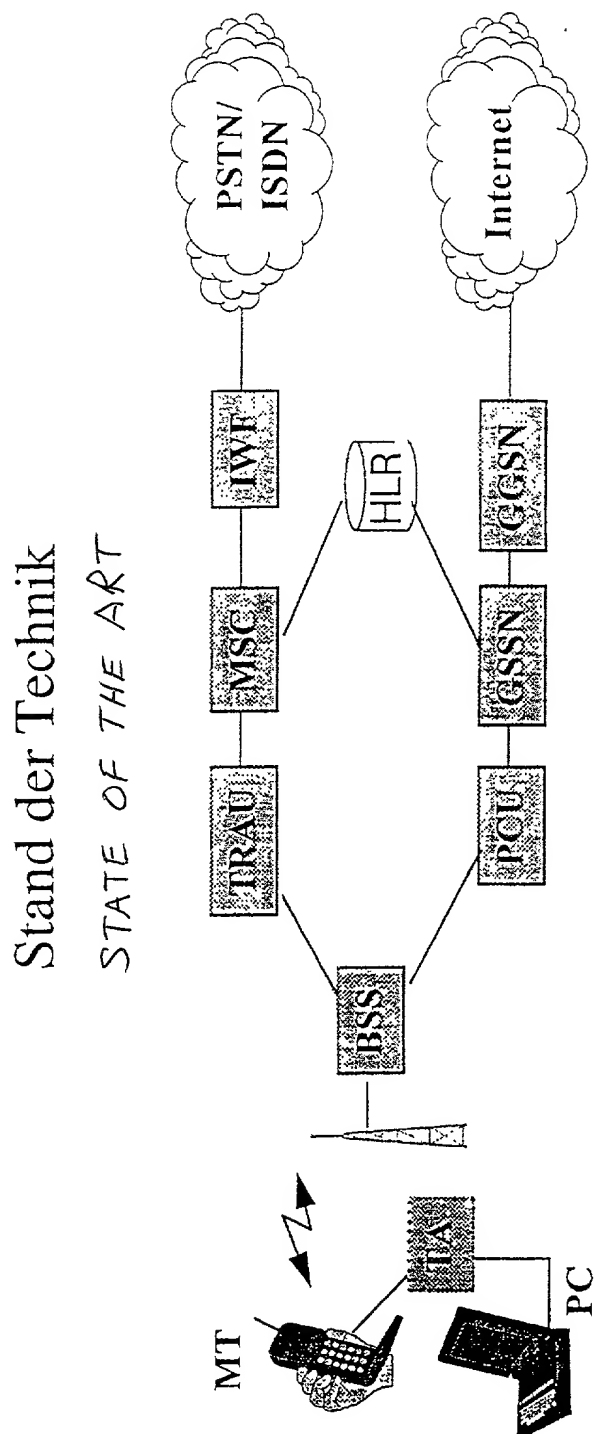 Stand der Technik
STATE OF THE ART
PSTN/
ISDN
IWF
MSC
TRAU
HLR
BSS
Internet
GGSN
GSSN
PCU
MT
TA
PC